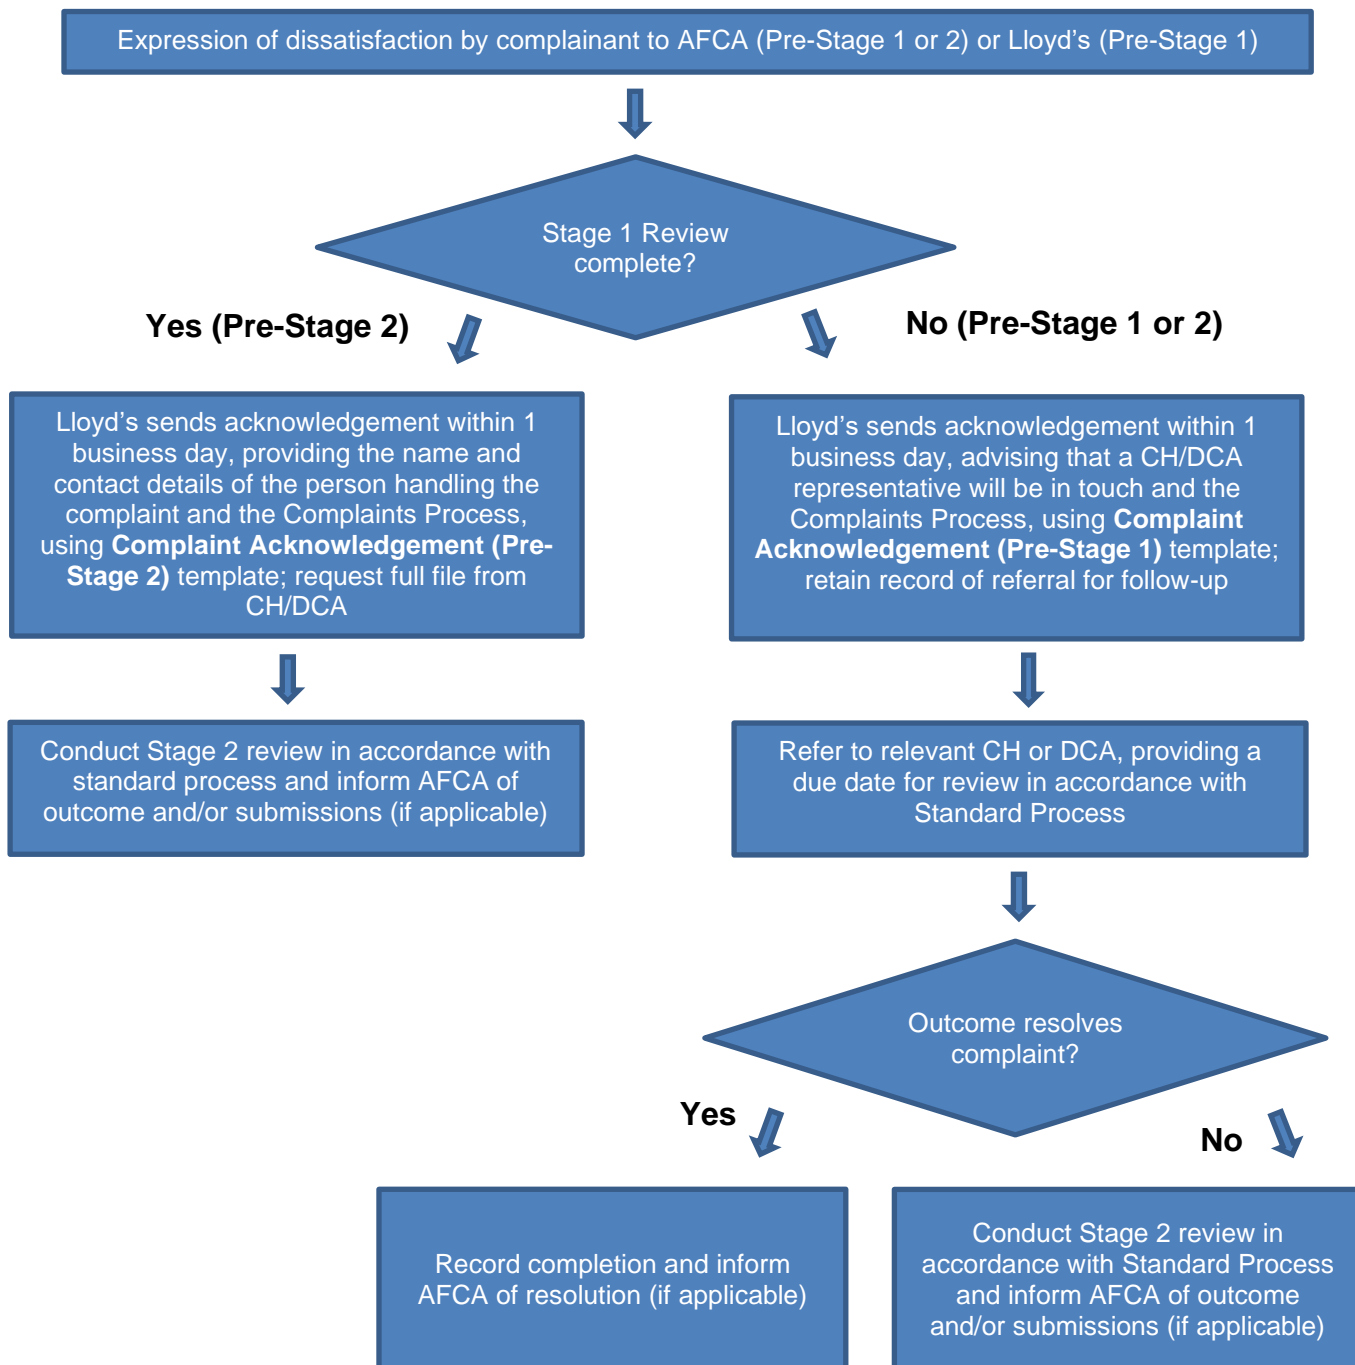 Expression of dissatisfaction by complainant to AFCA (Pre-Stage 1 or 2) or Lloyd’s (Pre-Stage 1)
Stage 1 Review
complete?
Yes (Pre-Stage 2)
No (Pre-Stage 1 or 2)
Lloyd’s sends acknowledgement within 1
business day, providing the name and
contact details of the person handling the
complaint and the Complaints Process,
using Complaint Acknowledgement (Pre-
Stage 2) template; request full file from
CH/DCA
Lloyd’s sends acknowledgement within 1
business day, advising that a CH/DCA
representative will be in touch and the
Complaints Process, using Complaint
Acknowledgement (Pre-Stage 1) template;
retain record of referral for follow-up
Conduct Stage 2 review in accordance with
standard process and inform AFCA of
outcome and/or submissions (if applicable)
Refer to relevant CH or DCA, providing a
due date for review in accordance with
Standard Process
Outcome resolves
complaint?
Yes
No
Record completion and inform
AFCA of resolution (if applicable)
Conduct Stage 2 review in
accordance with Standard Process
and inform AFCA of outcome
and/or submissions (if applicable)